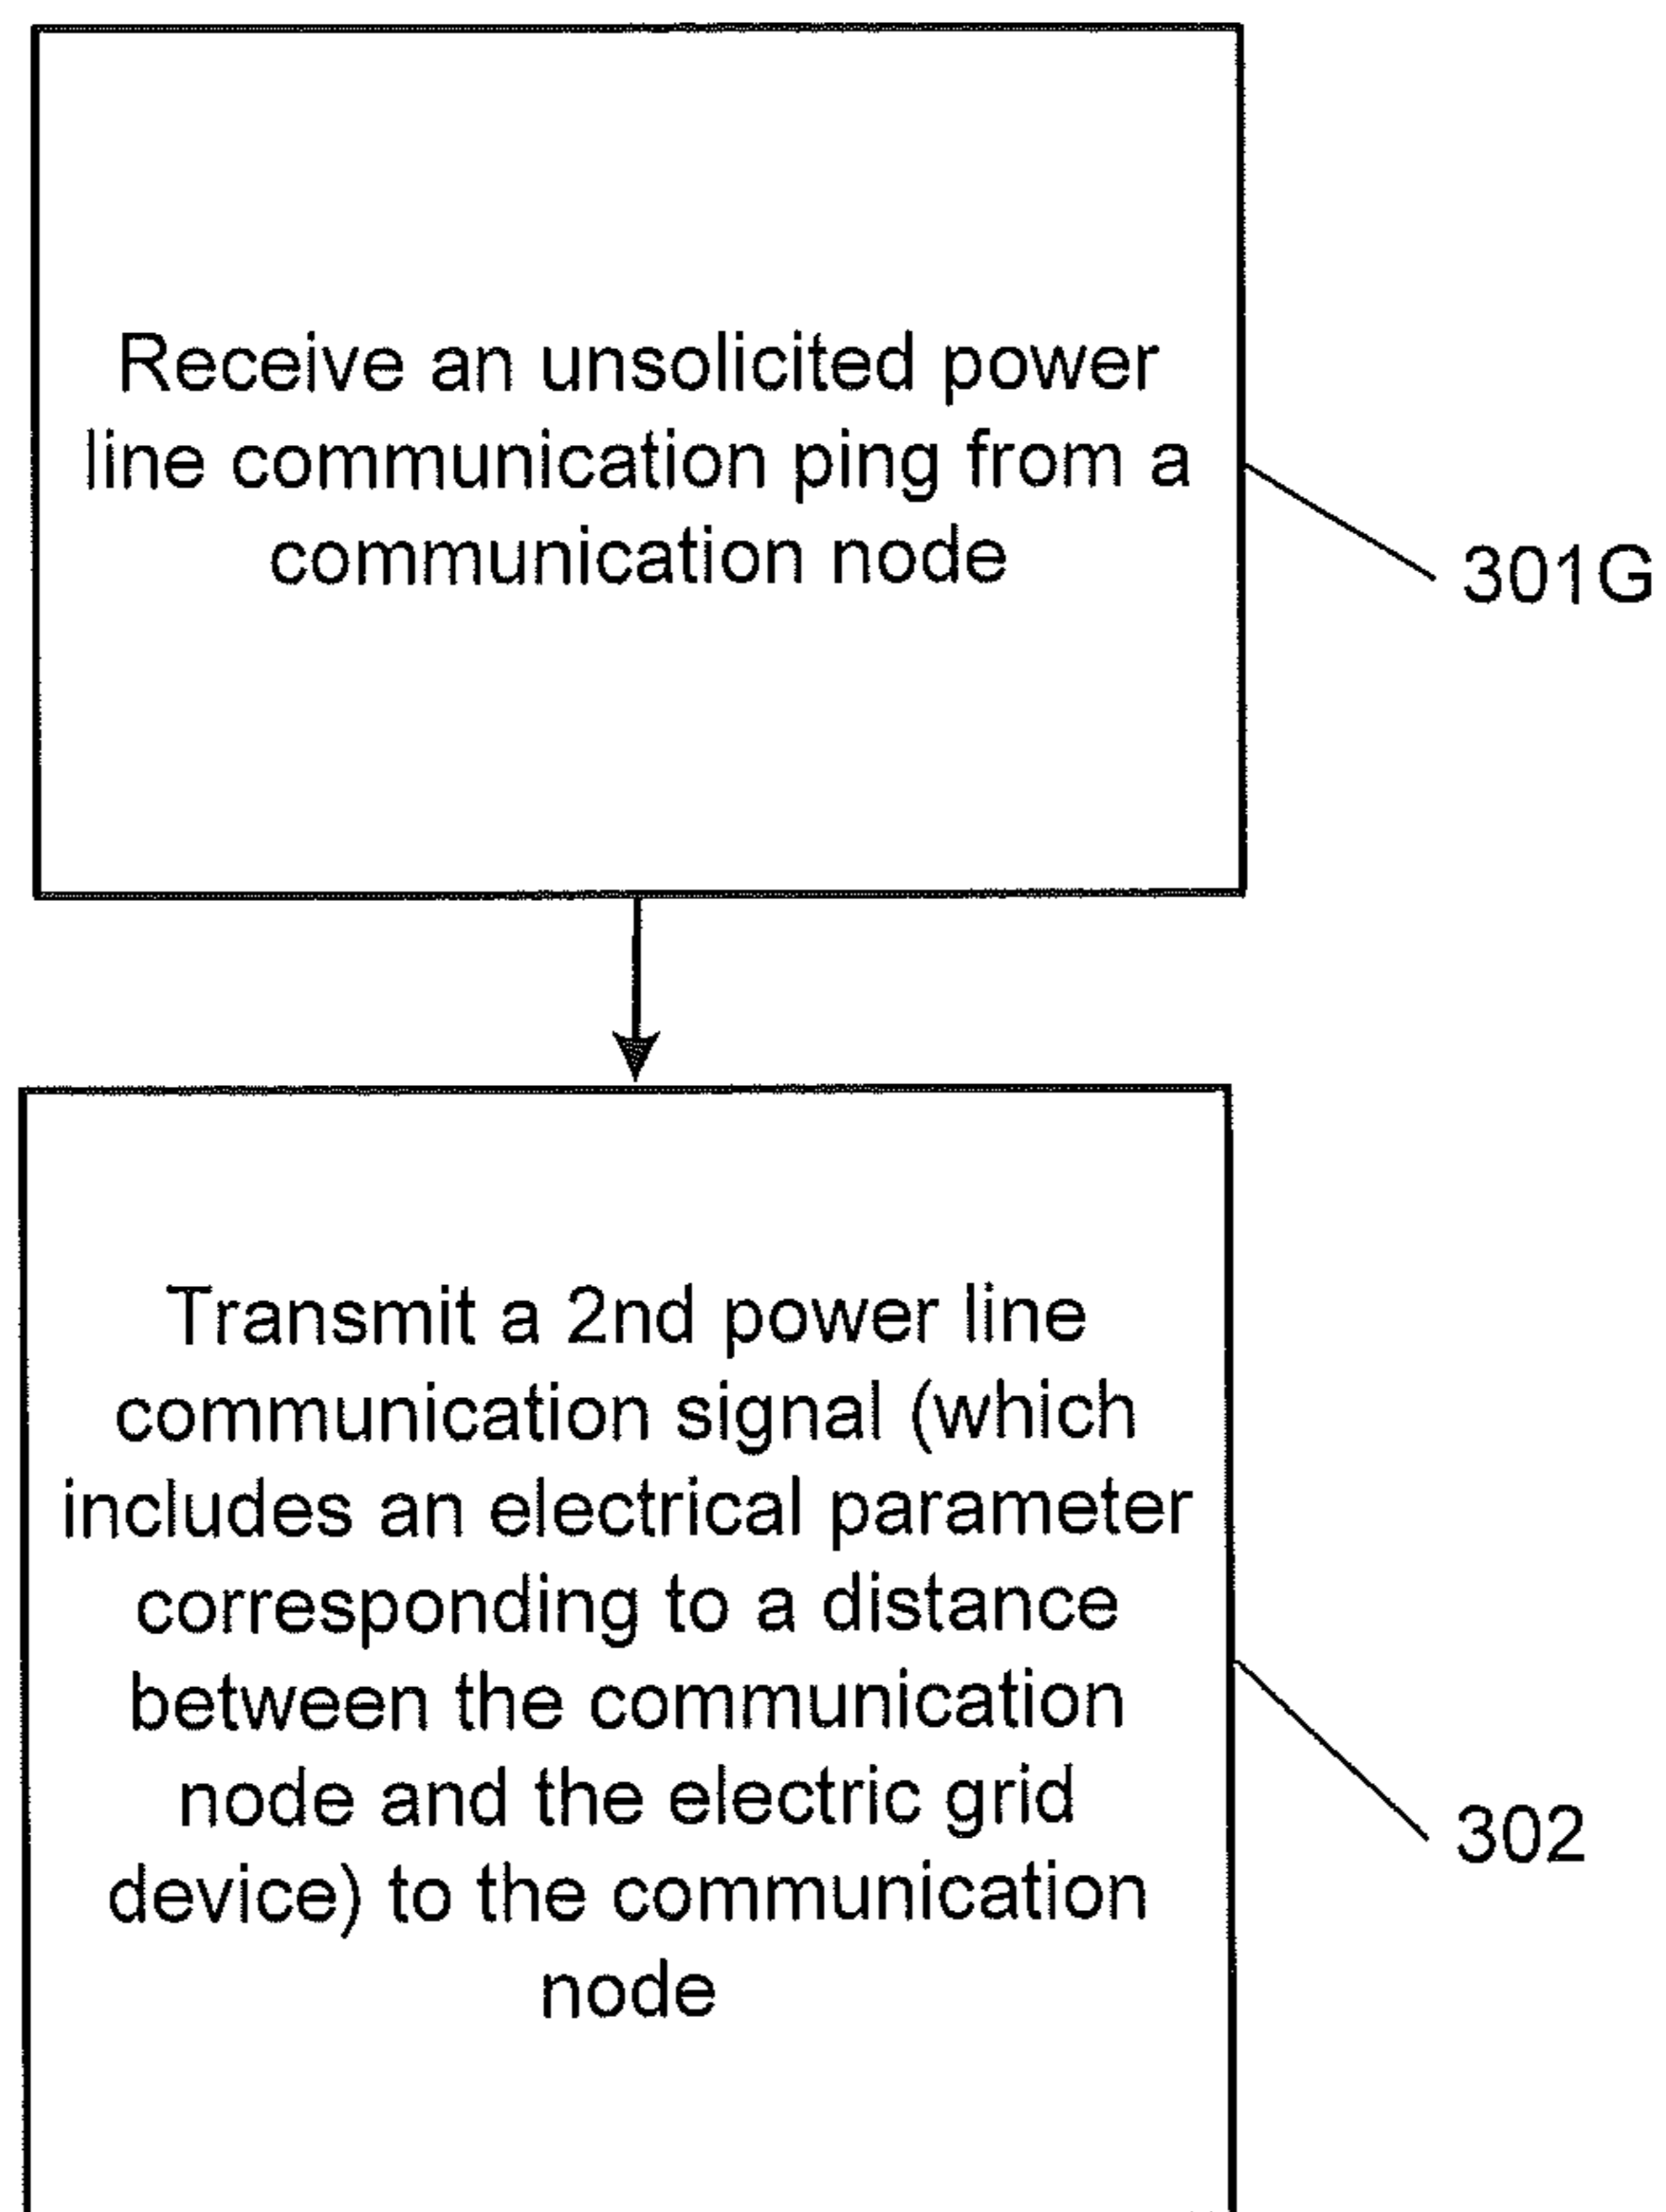 Receive an unsolicited power
line communication ping from a
communication node
301G
Transmit a 2nd power line
communication signal (which
includes an electrical parameter
corresponding to a distance
between the communication
node and the electric grid
device) to the communication
node
302